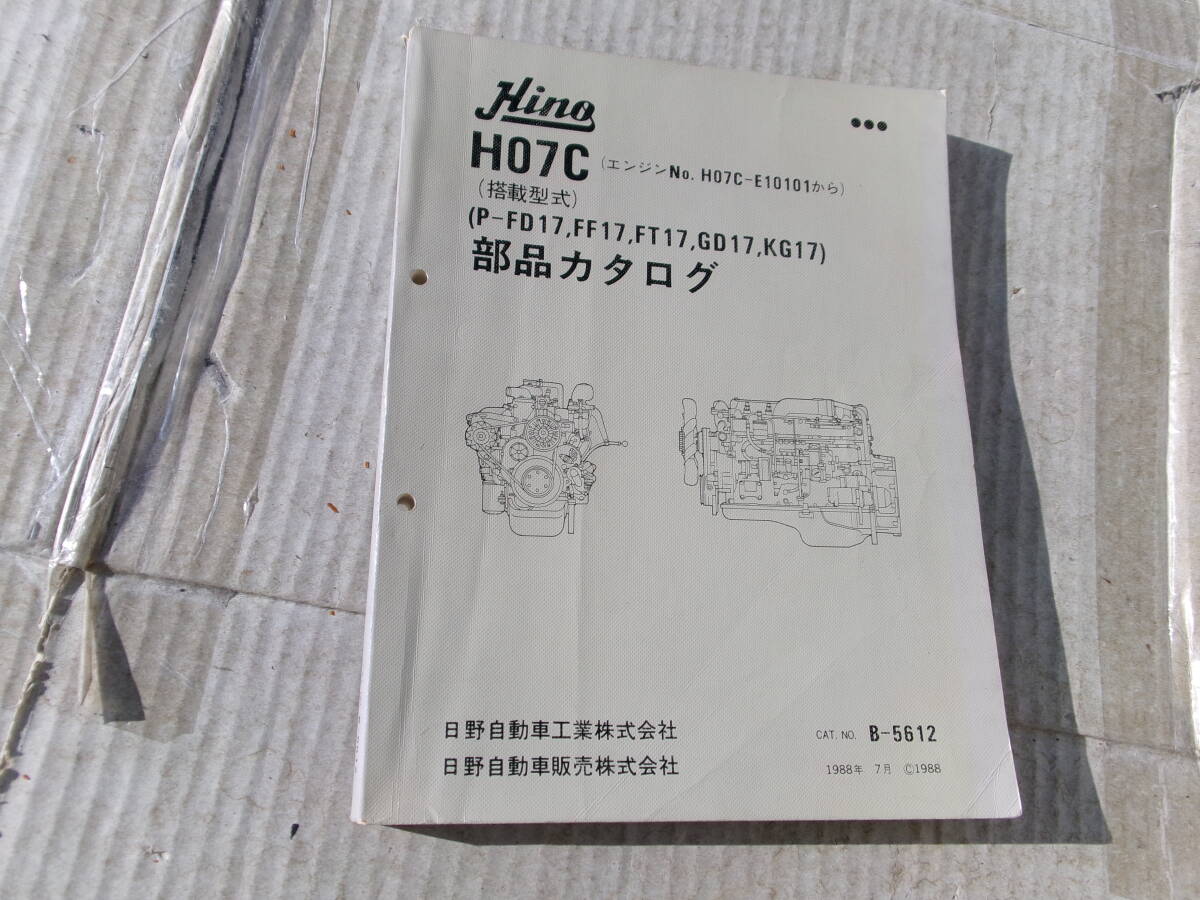 Hino
H07C (エンジンNo. H07C-E10101から)
(搭載型式)
(P-FD17,FF17,FT17,GD17,KG17)
部品カタログ
日野自動車工業株式会社
日野自動車販売株式会社
CAT. NO. B-5612
1988年 7月 ©1988